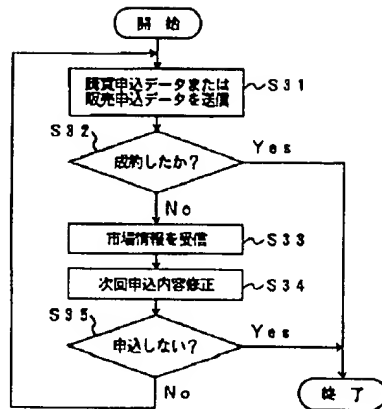 開 始
購買申込データまたは
販売申込データを送信
S31
S32
成約したか?
Yes
No
市場情報を受信
S33
次回申込内容修正
S34
S35
申込しない?
Yes
No
終 了